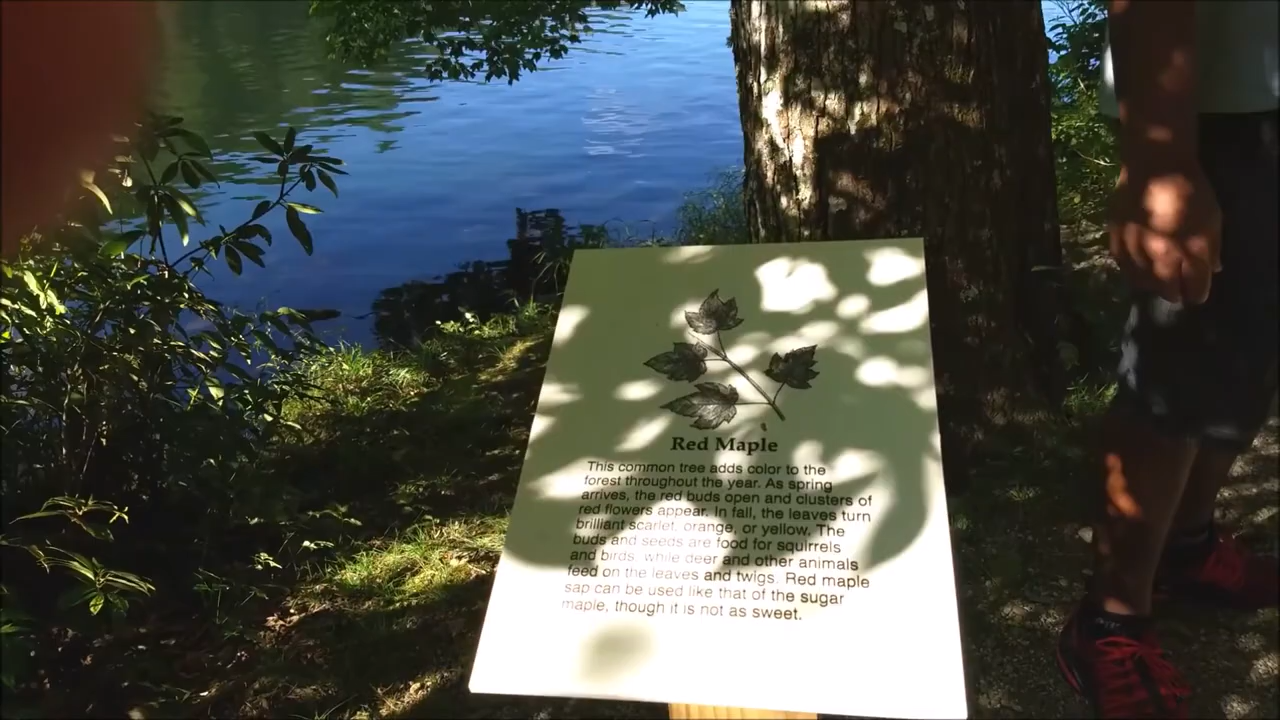 Red Maple
This common tree adds color to the
forest throughout the year. As spring
arrives, the red buds open and clusters of
red flowers appear. In fall, the leaves turn
brilliant scarlet, orange, or yellow. The
buds and seeds are food for squirrels
and birds, while deer and other animals
feed on the leaves and twigs. Red maple
sap can be used like that of the sugar
maple, though it is not as sweet.